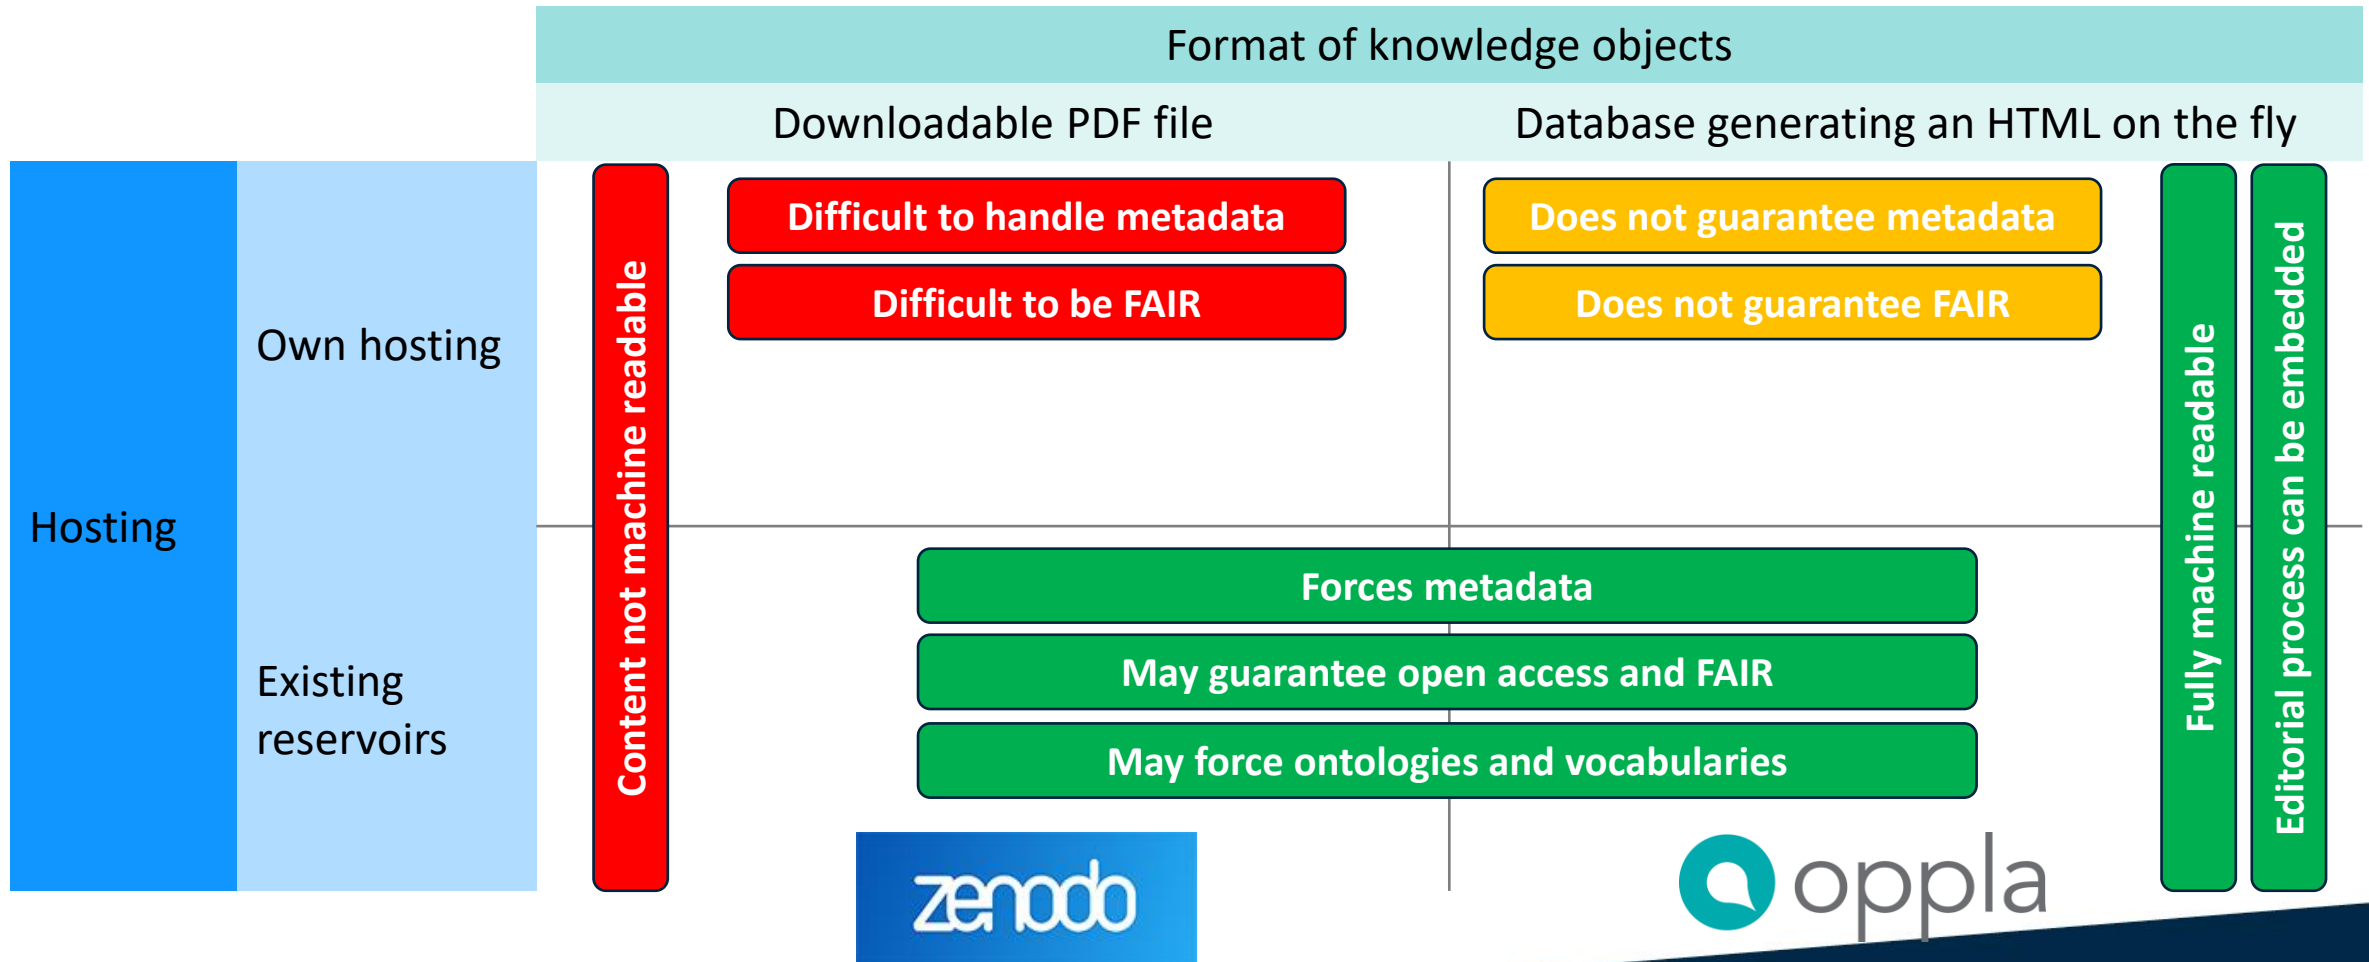 Format of knowledge objects
Downloadable PDF file
Database generating an HTML on the fly
Hosting
Own hosting
Existing
reservoirs
Content not machine readable
Difficult to handle metadata
Difficult to be FAIR
Does not guarantee metadata
Does not guarantee FAIR
Fully machine readable
Editorial process can be embedded
Forces metadata
May guarantee open access and FAIR
May force ontologies and vocabularies
zenodo
oppla